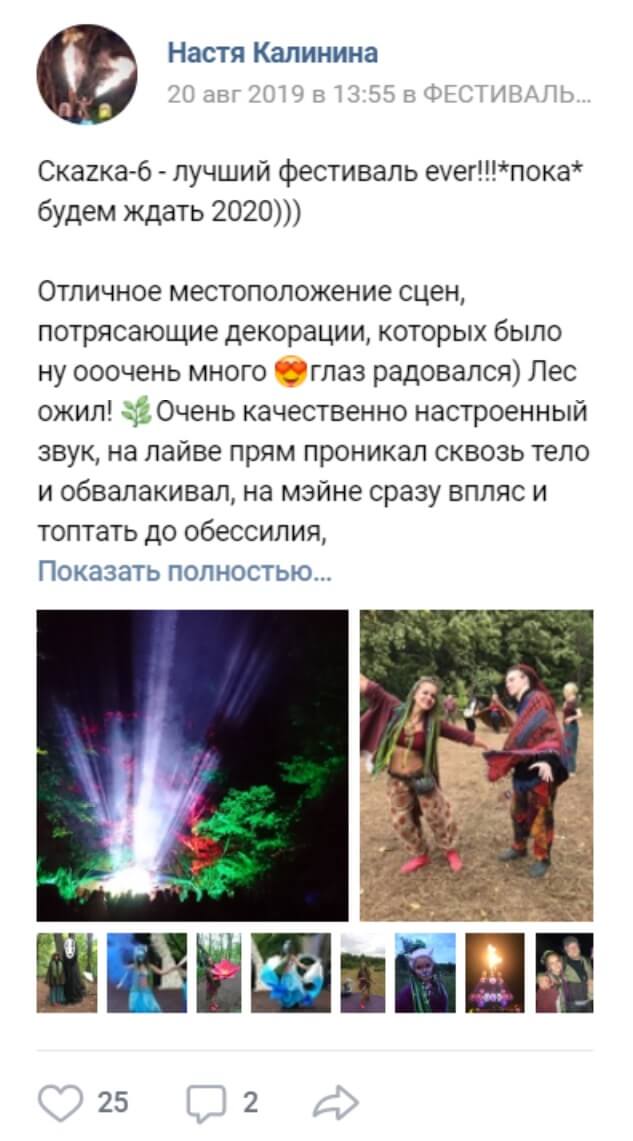 Настя Калинина
20 авг 2019 в 13:55 в ФЕСТИВАЛЬ...
Скаzка-6 - лучший фестиваль ever!!!*пока*
будем ждать 2020)))
Отличное местоположение сцен,
потрясающие декорации, которых было
ну ооочень много 😍глаз радовался) Лес
ожил! 🌿Очень качественно настроенный
звук, на лайве прям проникал сквозь тело
и обвалакивал, на мэйне сразу впляс и
топтать до обессилия,
Показать полностью...
25 2